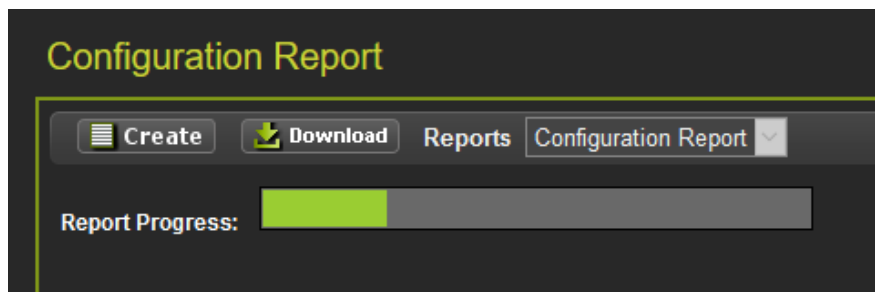 Configuration Report
Create Download Reports Configuration Report
Report Progress: